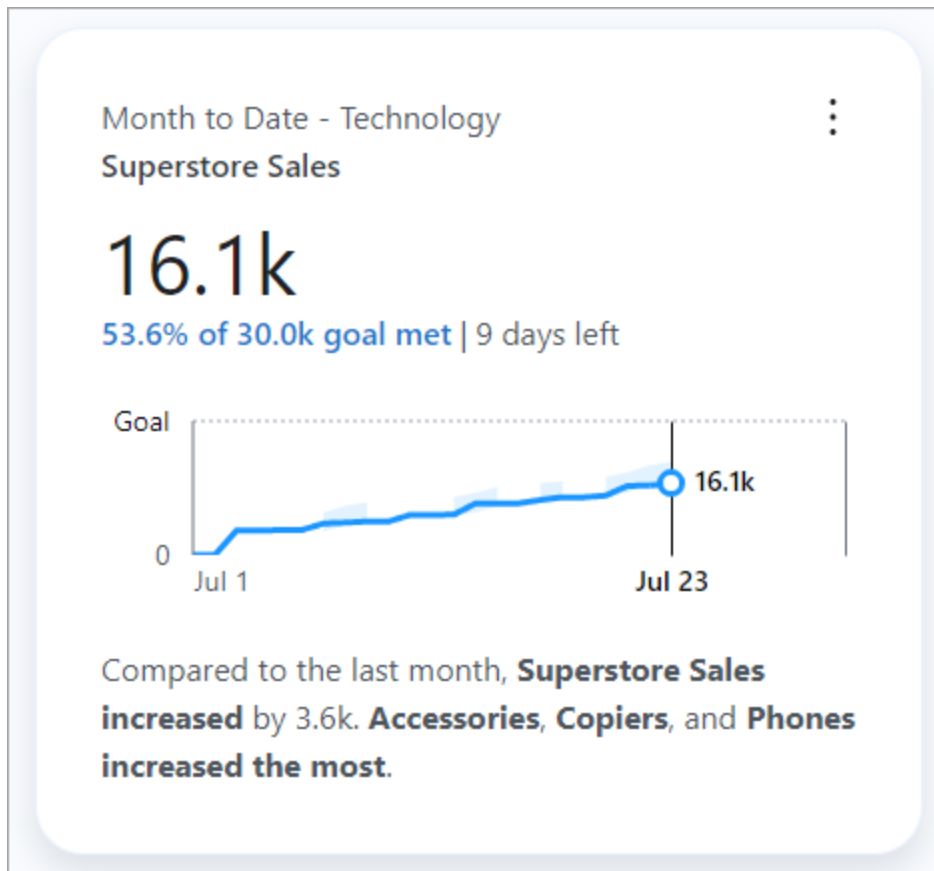 Month to Date - Technology
Superstore Sales
16.1k
53.6% of 30.0k goal met | 9 days left
Goal
16.1k
0
Jul 1
Jul 23
Compared to the last month, Superstore Sales
increased by 3.6k. Accessories, Copiers, and Phones
increased the most.